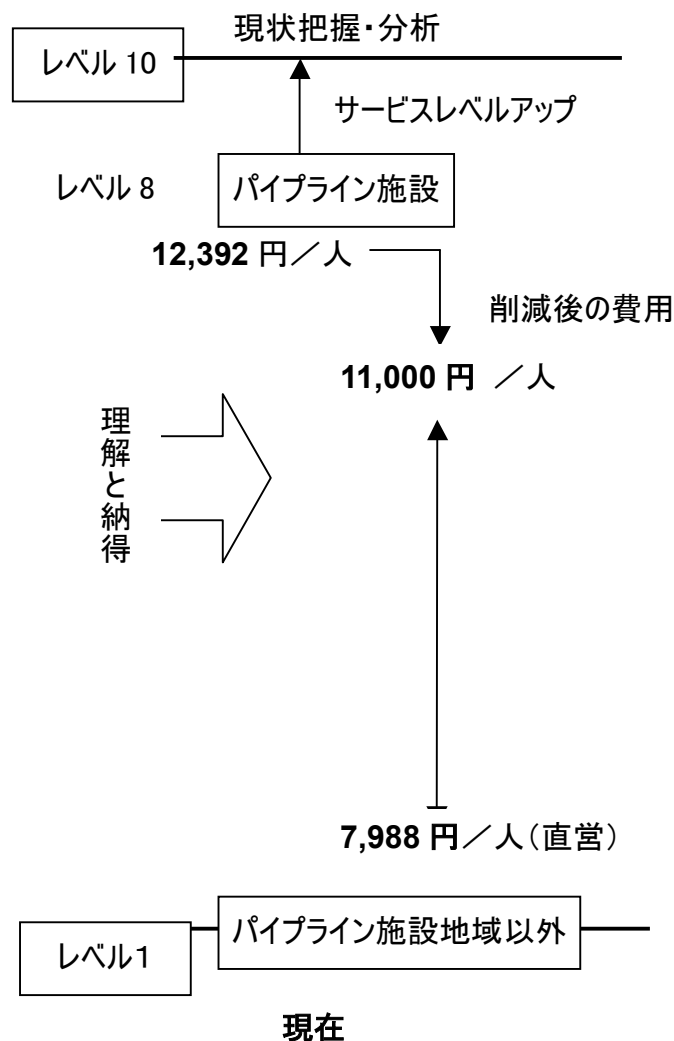 現状把握・分析
レベル 10
サービスレベルアップ
レベル 8
パイプライン施設
12,392 円／人
削減後の費用
11,000 円 ／人
理解と納得
7,988 円／人（直営）
パイプライン施設地域以外
レベル１
現在